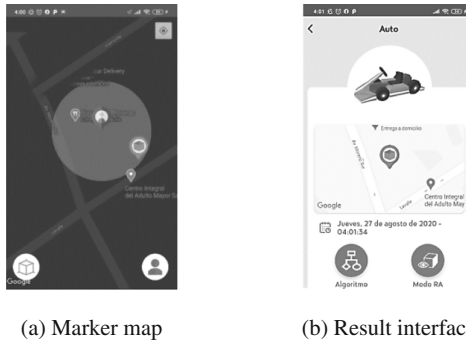 4:00
P
Delivery
Centro Integral
del Adulto Mayor
Google
4:01
P
Auto
Entrega a domicilio
Centro Integral
del Adulto May
Google
Jueves, 27 de agosto de 2020 -
04:01:34
Algoritmo
Modo RA
(a) Marker map
(b) Result interfac